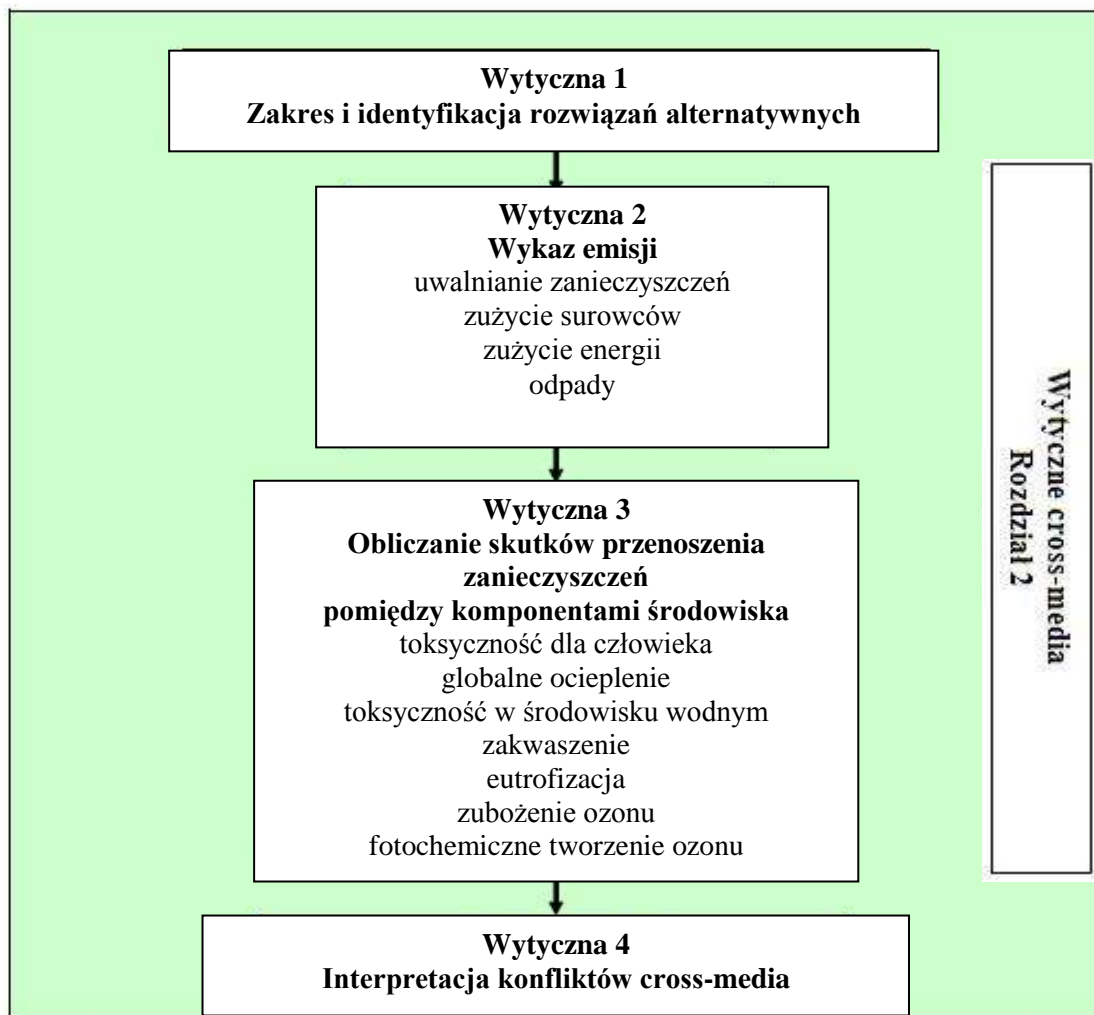 Wytyczna 1
Zakres i identyfikacja rozwiązań alternatywnych
Wytyczna 2
Wykaz emisji
uwalnianie zanieczyszczeń
zużycie surowców
zużycie energii
odpady
Wytyczna 3
Obliczanie skutków przenoszenia
zanieczyszczeń
pomiędzy komponentami środowiska
toksyczność dla człowieka
globalne ocieplenie
toksyczność w środowisku wodnym
zakwaszenie
eutrofizacja
zubożenie ozonu
fotochemiczne tworzenie ozonu
Wytyczna 4
Interpretacja konfliktów cross-media
Wytyczne cross-media
Rozdział 2